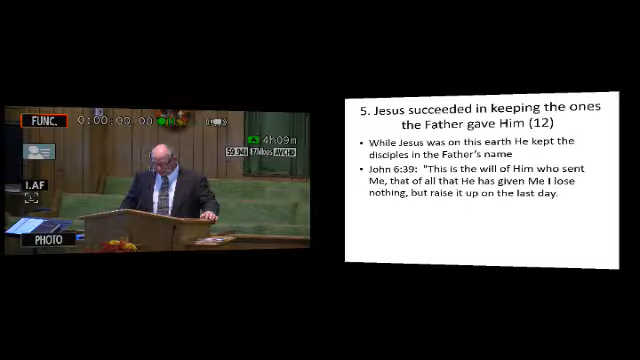 FUNC.
0:00:00.00
4h09m
59.94i 17Mbps AVCHD
I.AF
PHOTO
5. Jesus succeeded in keeping the ones
the Father gave Him (12)
• While Jesus was on this earth He kept the
disciples in the Father's name
• John 6:39: "This is the will of Him who sent
Me, that of all that He has given Me I lose
nothing, but raise it up on the last day.